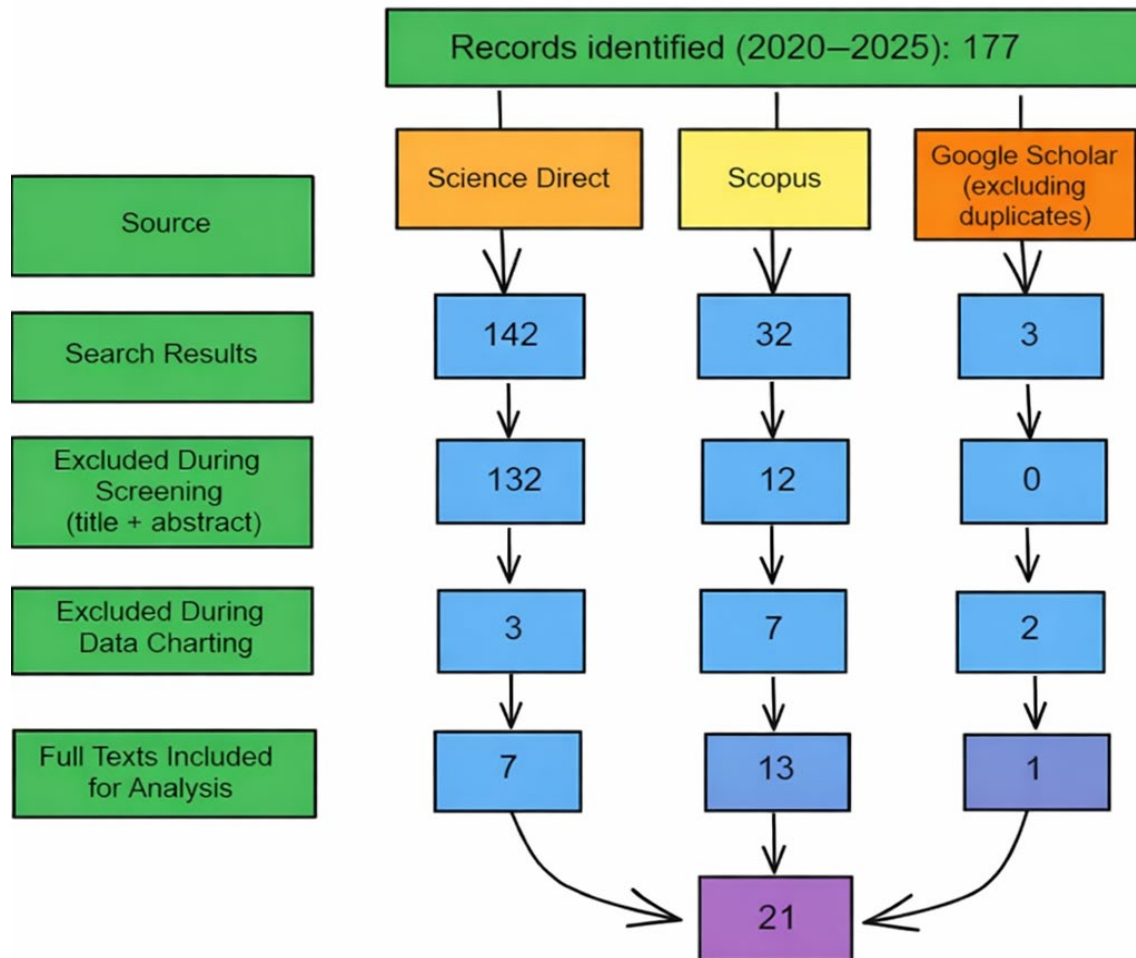 Records identified (2020–2025): 177
Science Direct
Scopus
Google Scholar
(excluding
duplicates)
Source
Search Results
142
32
3
Excluded During
Screening
(title + abstract)
132
12
0
Excluded During
Data Charting
3
7
2
Full Texts Included
for Analysis
7
13
1
21